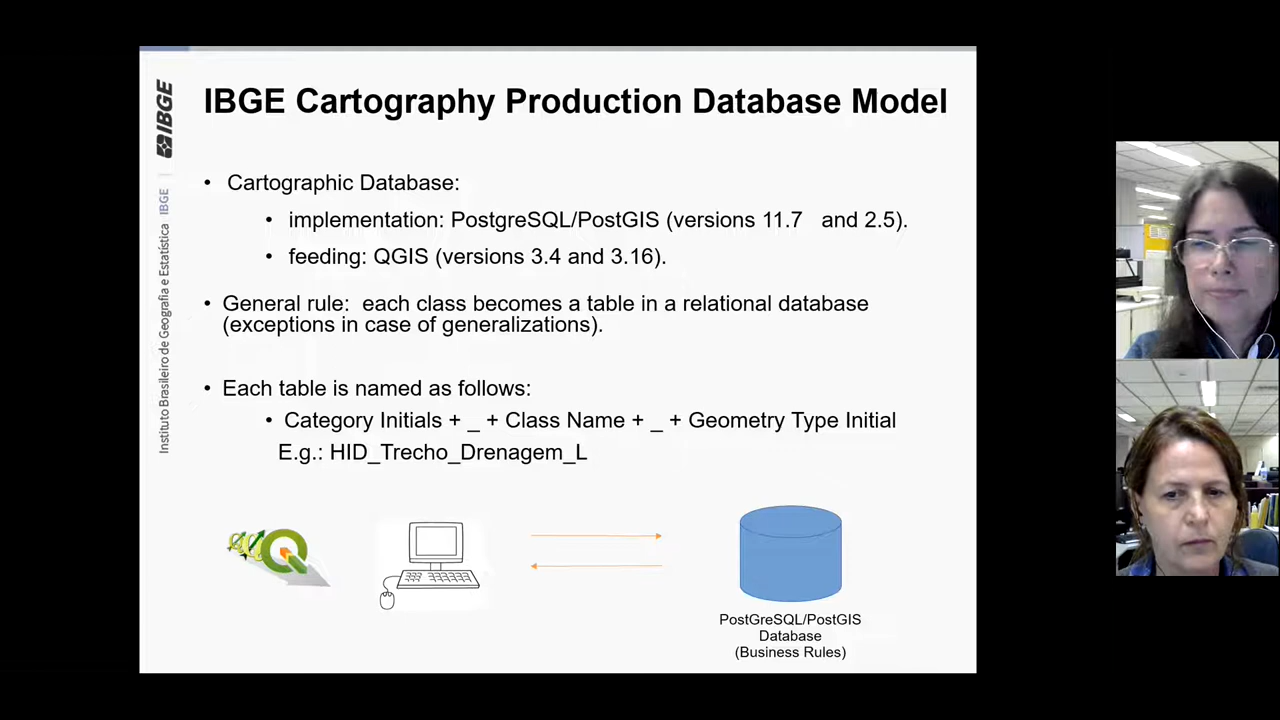 IBGE Cartography Production Database Model
IBGE
Instituto Brasileiro de Geografia e Estatística IBGE
• Cartographic Database:
• implementation: PostgreSQL/PostGIS (versions 11.7 and 2.5).
• feeding: QGIS (versions 3.4 and 3.16).
• General rule: each class becomes a table in a relational database
(exceptions in case of generalizations).
• Each table is named as follows:
• Category Initials + _ + Class Name + _ + Geometry Type Initial
E.g.: HID_Trecho_Drenagem_L
PostGreSQL/PostGIS
Database
(Business Rules)